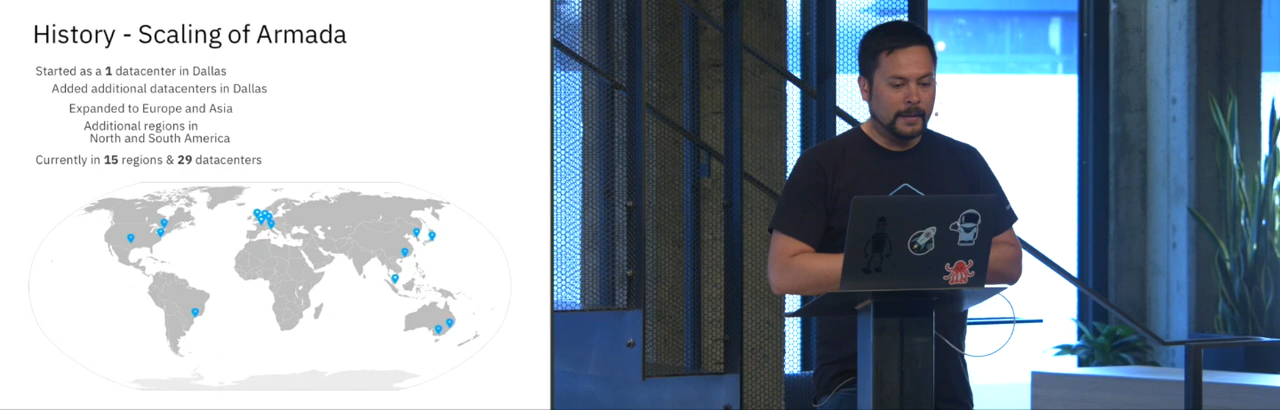 History - Scaling of Armada
Started as a 1 datacenter in Dallas
Added additional datacenters in Dallas
Expanded to Europe and Asia
Additional regions in
North and South America
Currently in 15 regions & 29 datacenters